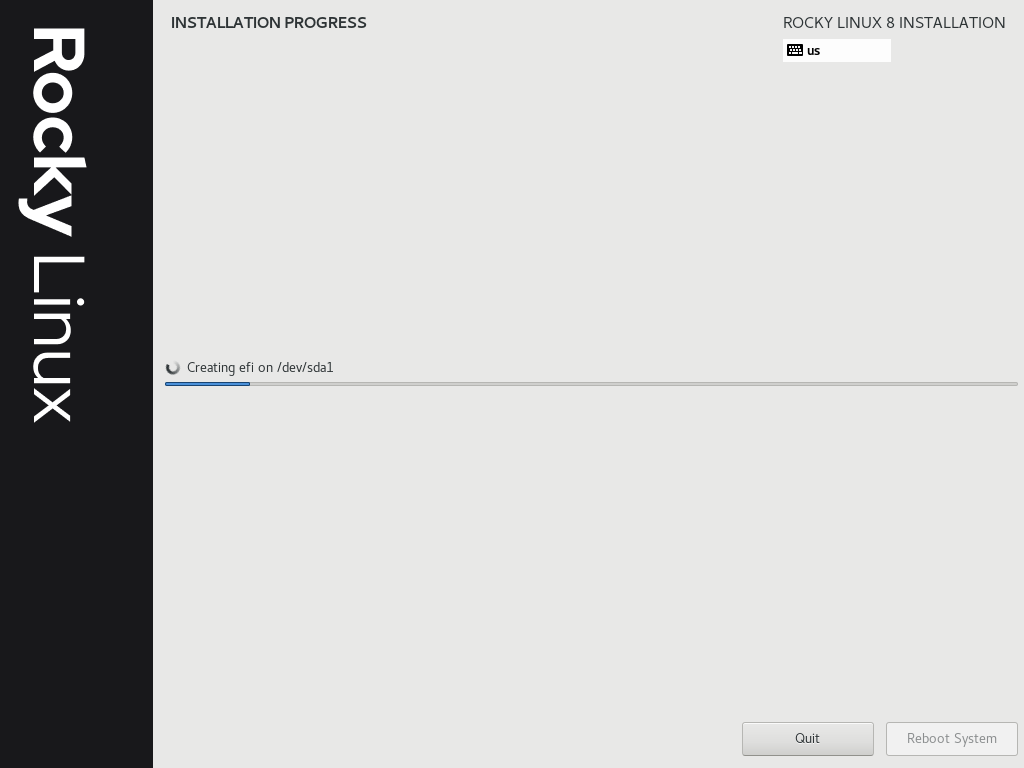 Rocky Linux
INSTALLATION PROGRESS
ROCKY LINUX 8 INSTALLATION
us
Creating efi on /dev/sda1
Quit
Reboot System